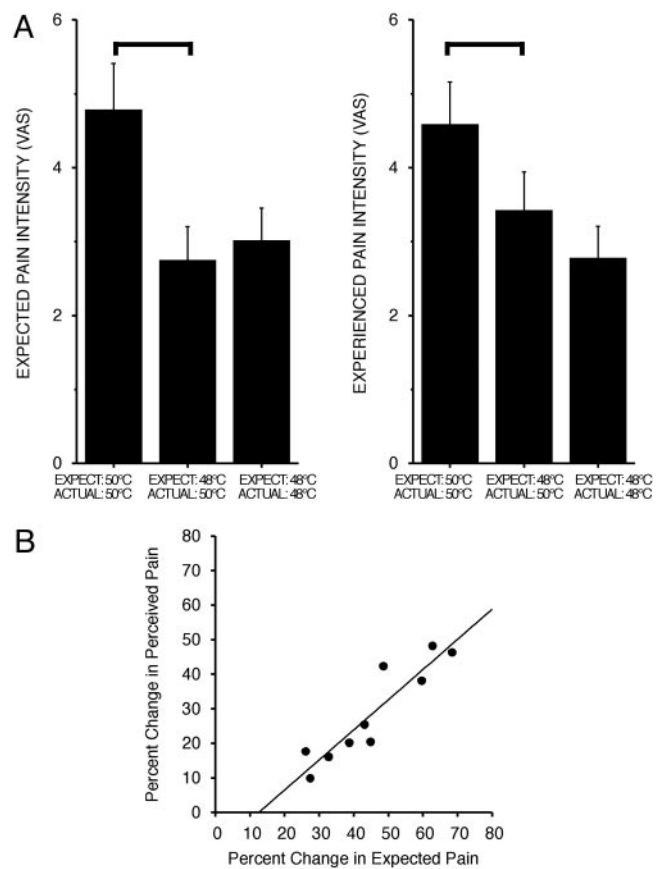 A
EXPECTED PAIN INTENSITY (VAS)
6
4
2
0
EXPECT: 50°C EXPECT: 48°C EXPECT: 48°C
ACTUAL: 50°C ACTUAL: 50°C ACTUAL: 48°C
EXPERIENCED PAIN INTENSITY (VAS)
6
4
2
0
EXPECT: 50°C EXPECT: 48°C EXPECT: 48°C
ACTUAL: 50°C ACTUAL: 50°C ACTUAL: 48°C
B
Percent Change in Perceived Pain
80
70
60
50
40
30
20
10
0
0 10 20 30 40 50 60 70 80
Percent Change in Expected Pain